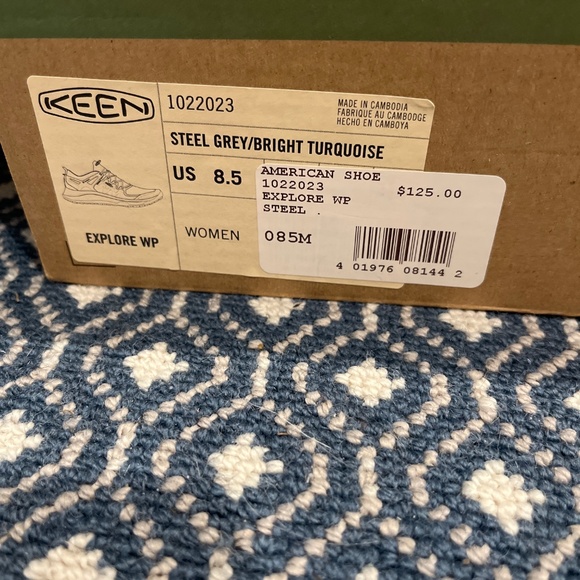 KEEN
1022023
MADE IN CAMBODIA
FABRIQUE AU CAMBODGE
HECHO EN CAMBOYA
STEEL GREY/BRIGHT TURQUOISE
US 8.5
EXPLORE WP
WOMEN
AMERICAN SHOE
1022023
$125.00
EXPLORE WP
STEEL .
085M
4 01976 08144 2